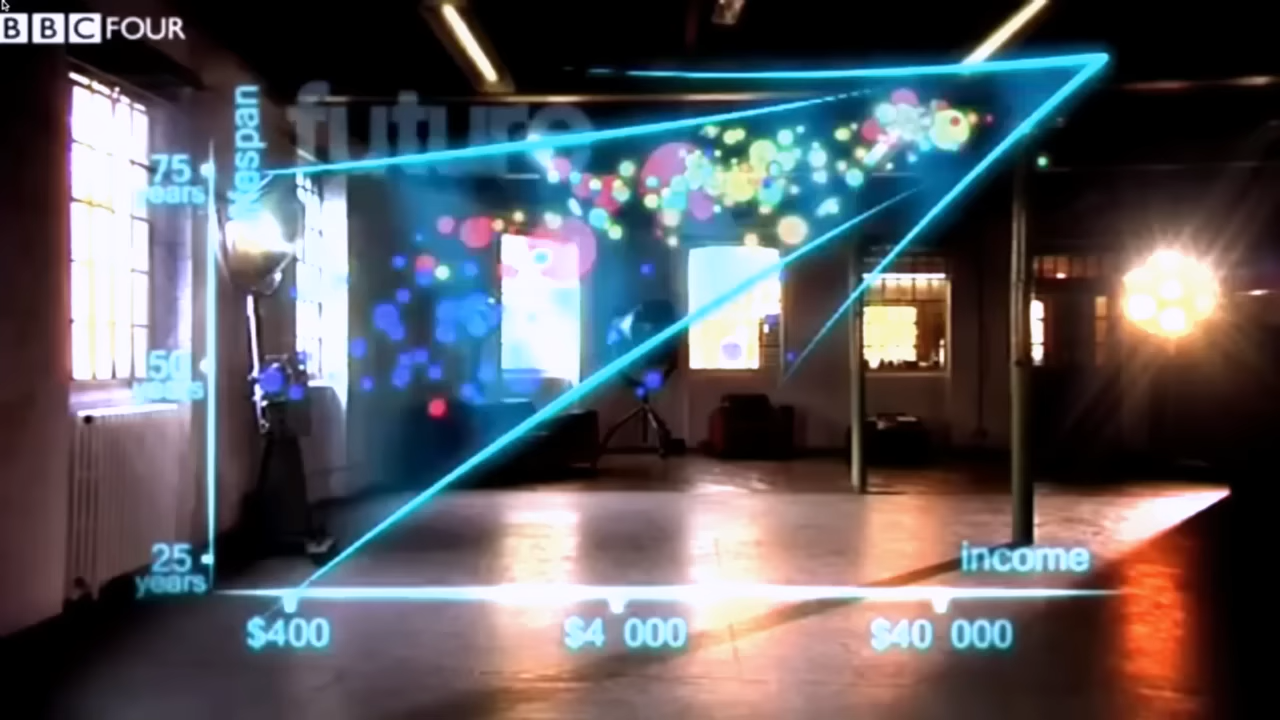 BBC FOUR
future
lifespan
75
years
50
years
25
years
income
$400
$4 000
$40 000